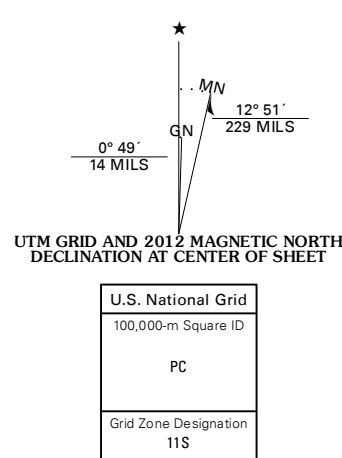 ★
MN
12° 51´
229 MILS
GN
0° 49´
14 MILS
UTM GRID AND 2012 MAGNETIC NORTH
DECLINATION AT CENTER OF SHEET
U.S. National Grid
100,000-m Square ID
PC
Grid Zone Designation
11S